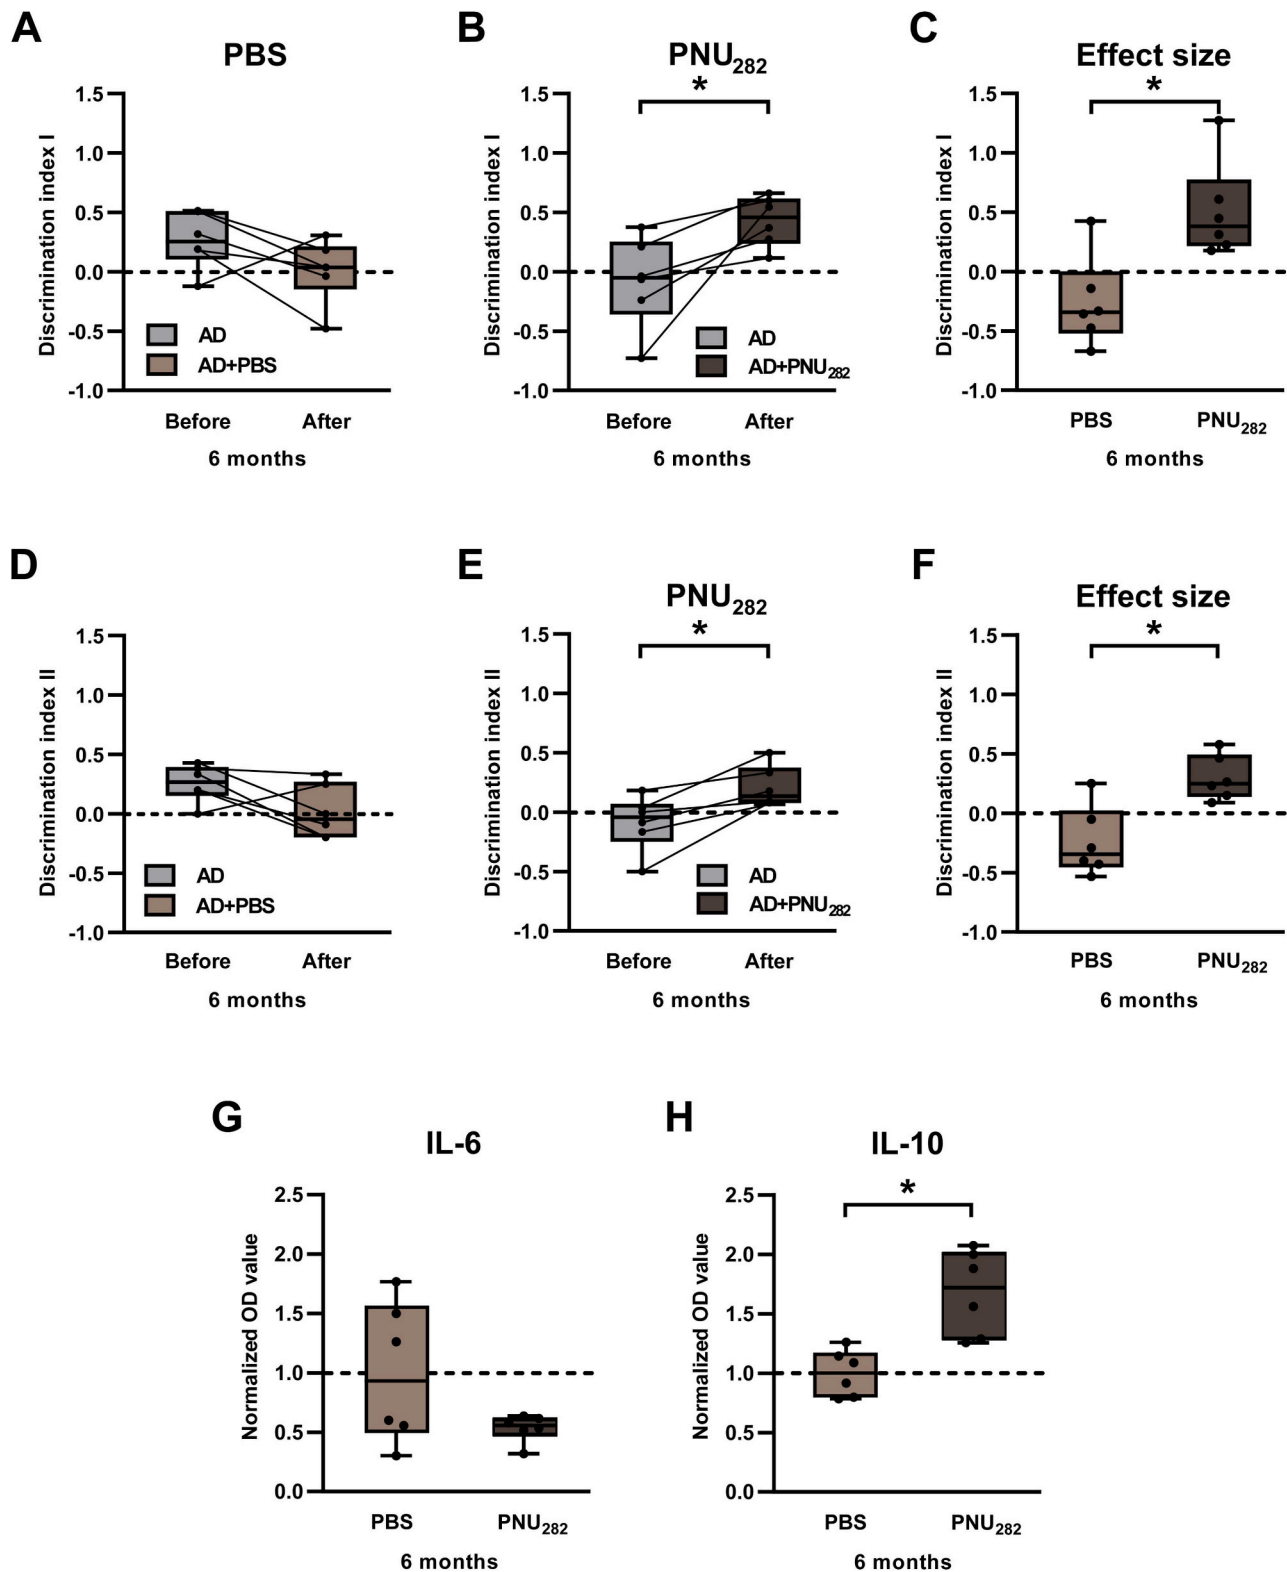 A
PBS
Discrimination index I
1.5
1.0
0.5
0.0
-0.5
-1.0
AD
AD+PBS
Before After
6 months
B
PNU282
*
Discrimination index I
1.5
1.0
0.5
0.0
-0.5
-1.0
AD
AD+PNU282
Before After
6 months
C
Effect size
*
Discrimination index I
1.5
1.0
0.5
0.0
-0.5
-1.0
PBS PNU282
6 months
D
Discrimination index II
1.5
1.0
0.5
0.0
-0.5
-1.0
AD
AD+PBS
Before After
6 months
E
PNU282
*
Discrimination index II
1.5
1.0
0.5
0.0
-0.5
-1.0
AD
AD+PNU282
Before After
6 months
F
Effect size
*
Discrimination index II
1.5
1.0
0.5
0.0
-0.5
-1.0
PBS PNU282
6 months
G
IL-6
Normalized OD value
2.5
2.0
1.5
1.0
0.5
0.0
PBS PNU282
6 months
H
IL-10
*
Normalized OD value
2.5
2.0
1.5
1.0
0.5
0.0
PBS PNU282
6 months